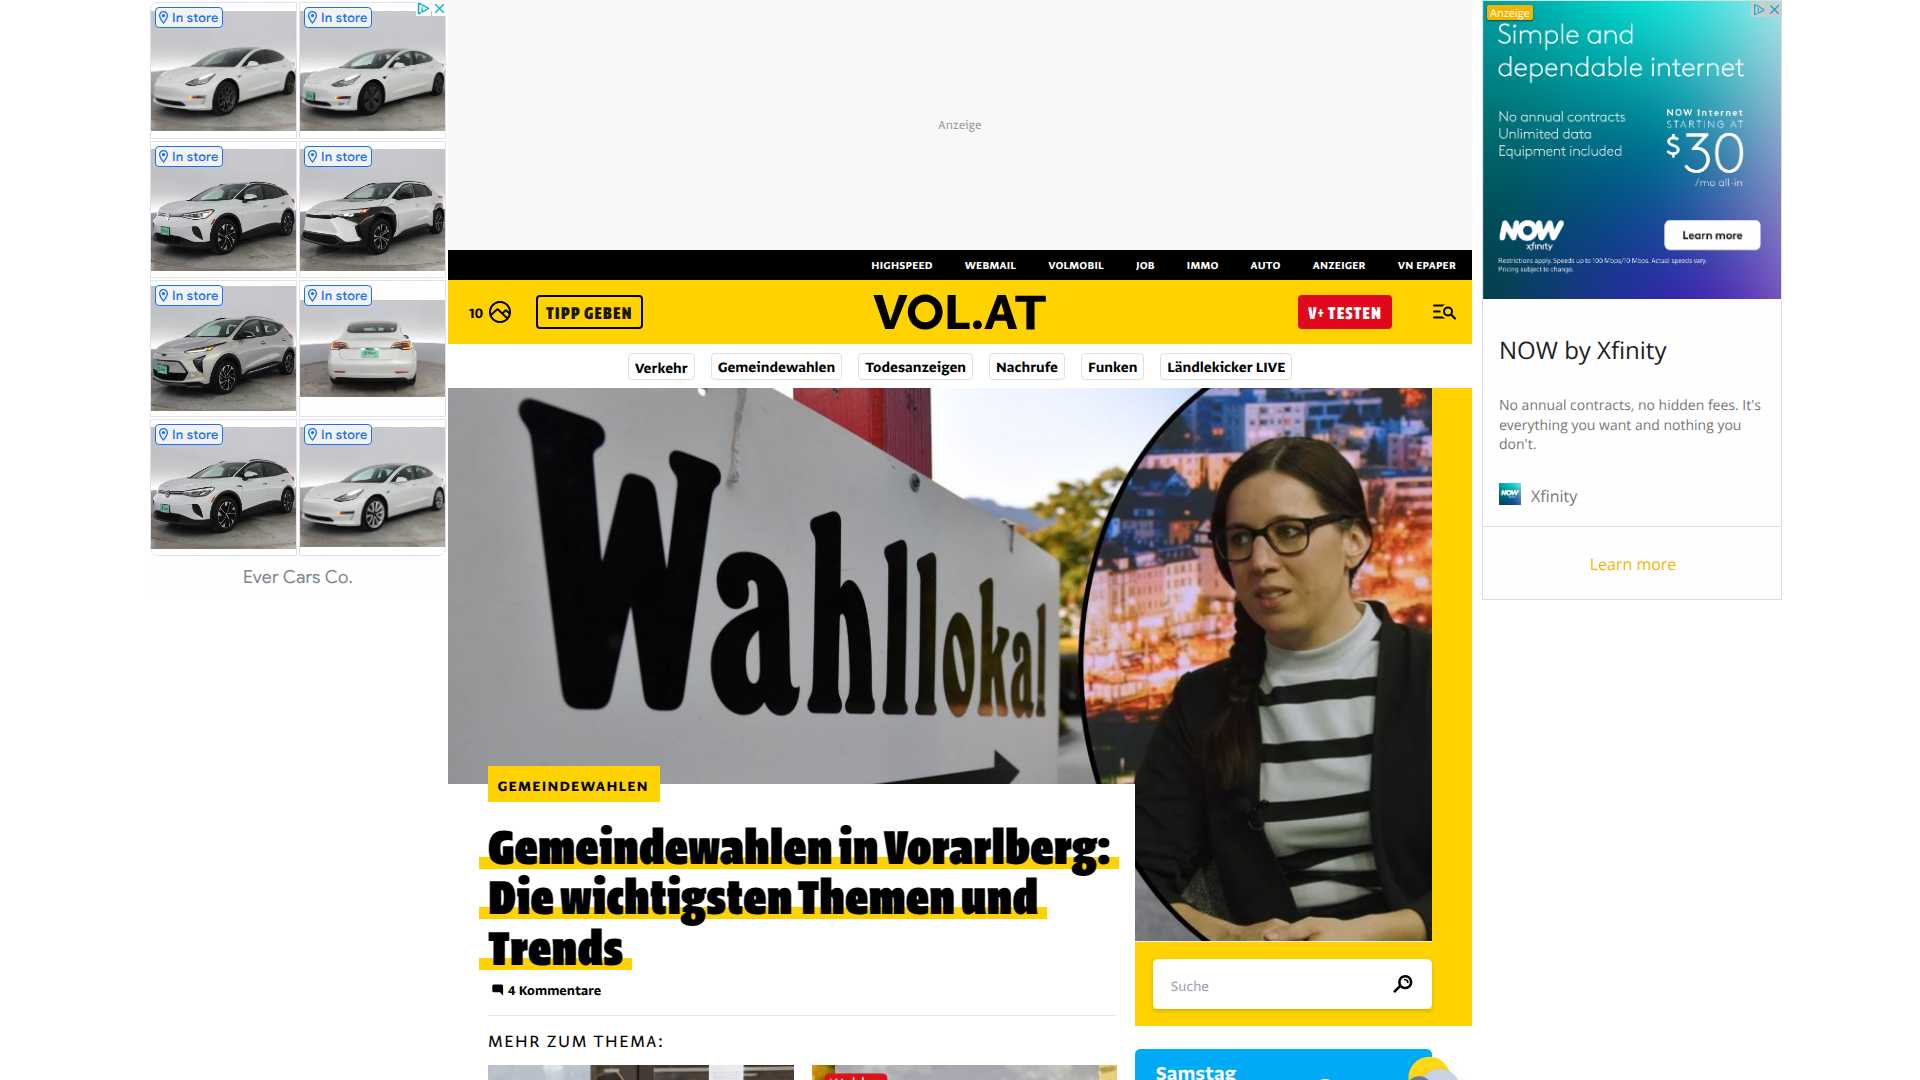 In store
In store
In store
In store
In store
In store
In store
In store
Ever Cars Co.
Anzeige
HIGHSPEED
WEBMAIL
VOLMOBIL
JOB
IMMO
AUTO
ANZEIGER
VN EPAPER
10
TIPP GEBEN
VOL.AT
V+ TESTEN
Verkehr
Gemeindewahlen
Todesanzeigen
Nachrufe
Funken
Ländlekicker LIVE
Wahllokal
GEMEINDEWAHLEN
Gemeindewahlen in Vorarlberg:
Die wichtigsten Themen und
Trends
4 Kommentare
MEHR ZUM THEMA:
Suche
Samstag
Anzeige
Simple and
dependable internet
No annual contracts
Unlimited data
Equipment included
NOW Internet
STARTING AT
$30
/mo all-in
NOW
xfinity
Learn more
Restrictions apply. Speeds up to 100 Mbps/10 Mbps. Actual speeds vary.
Pricing subject to change.
NOW by Xfinity
No annual contracts, no hidden fees. It's
everything you want and nothing you
don't.
NOW
Xfinity
Learn more